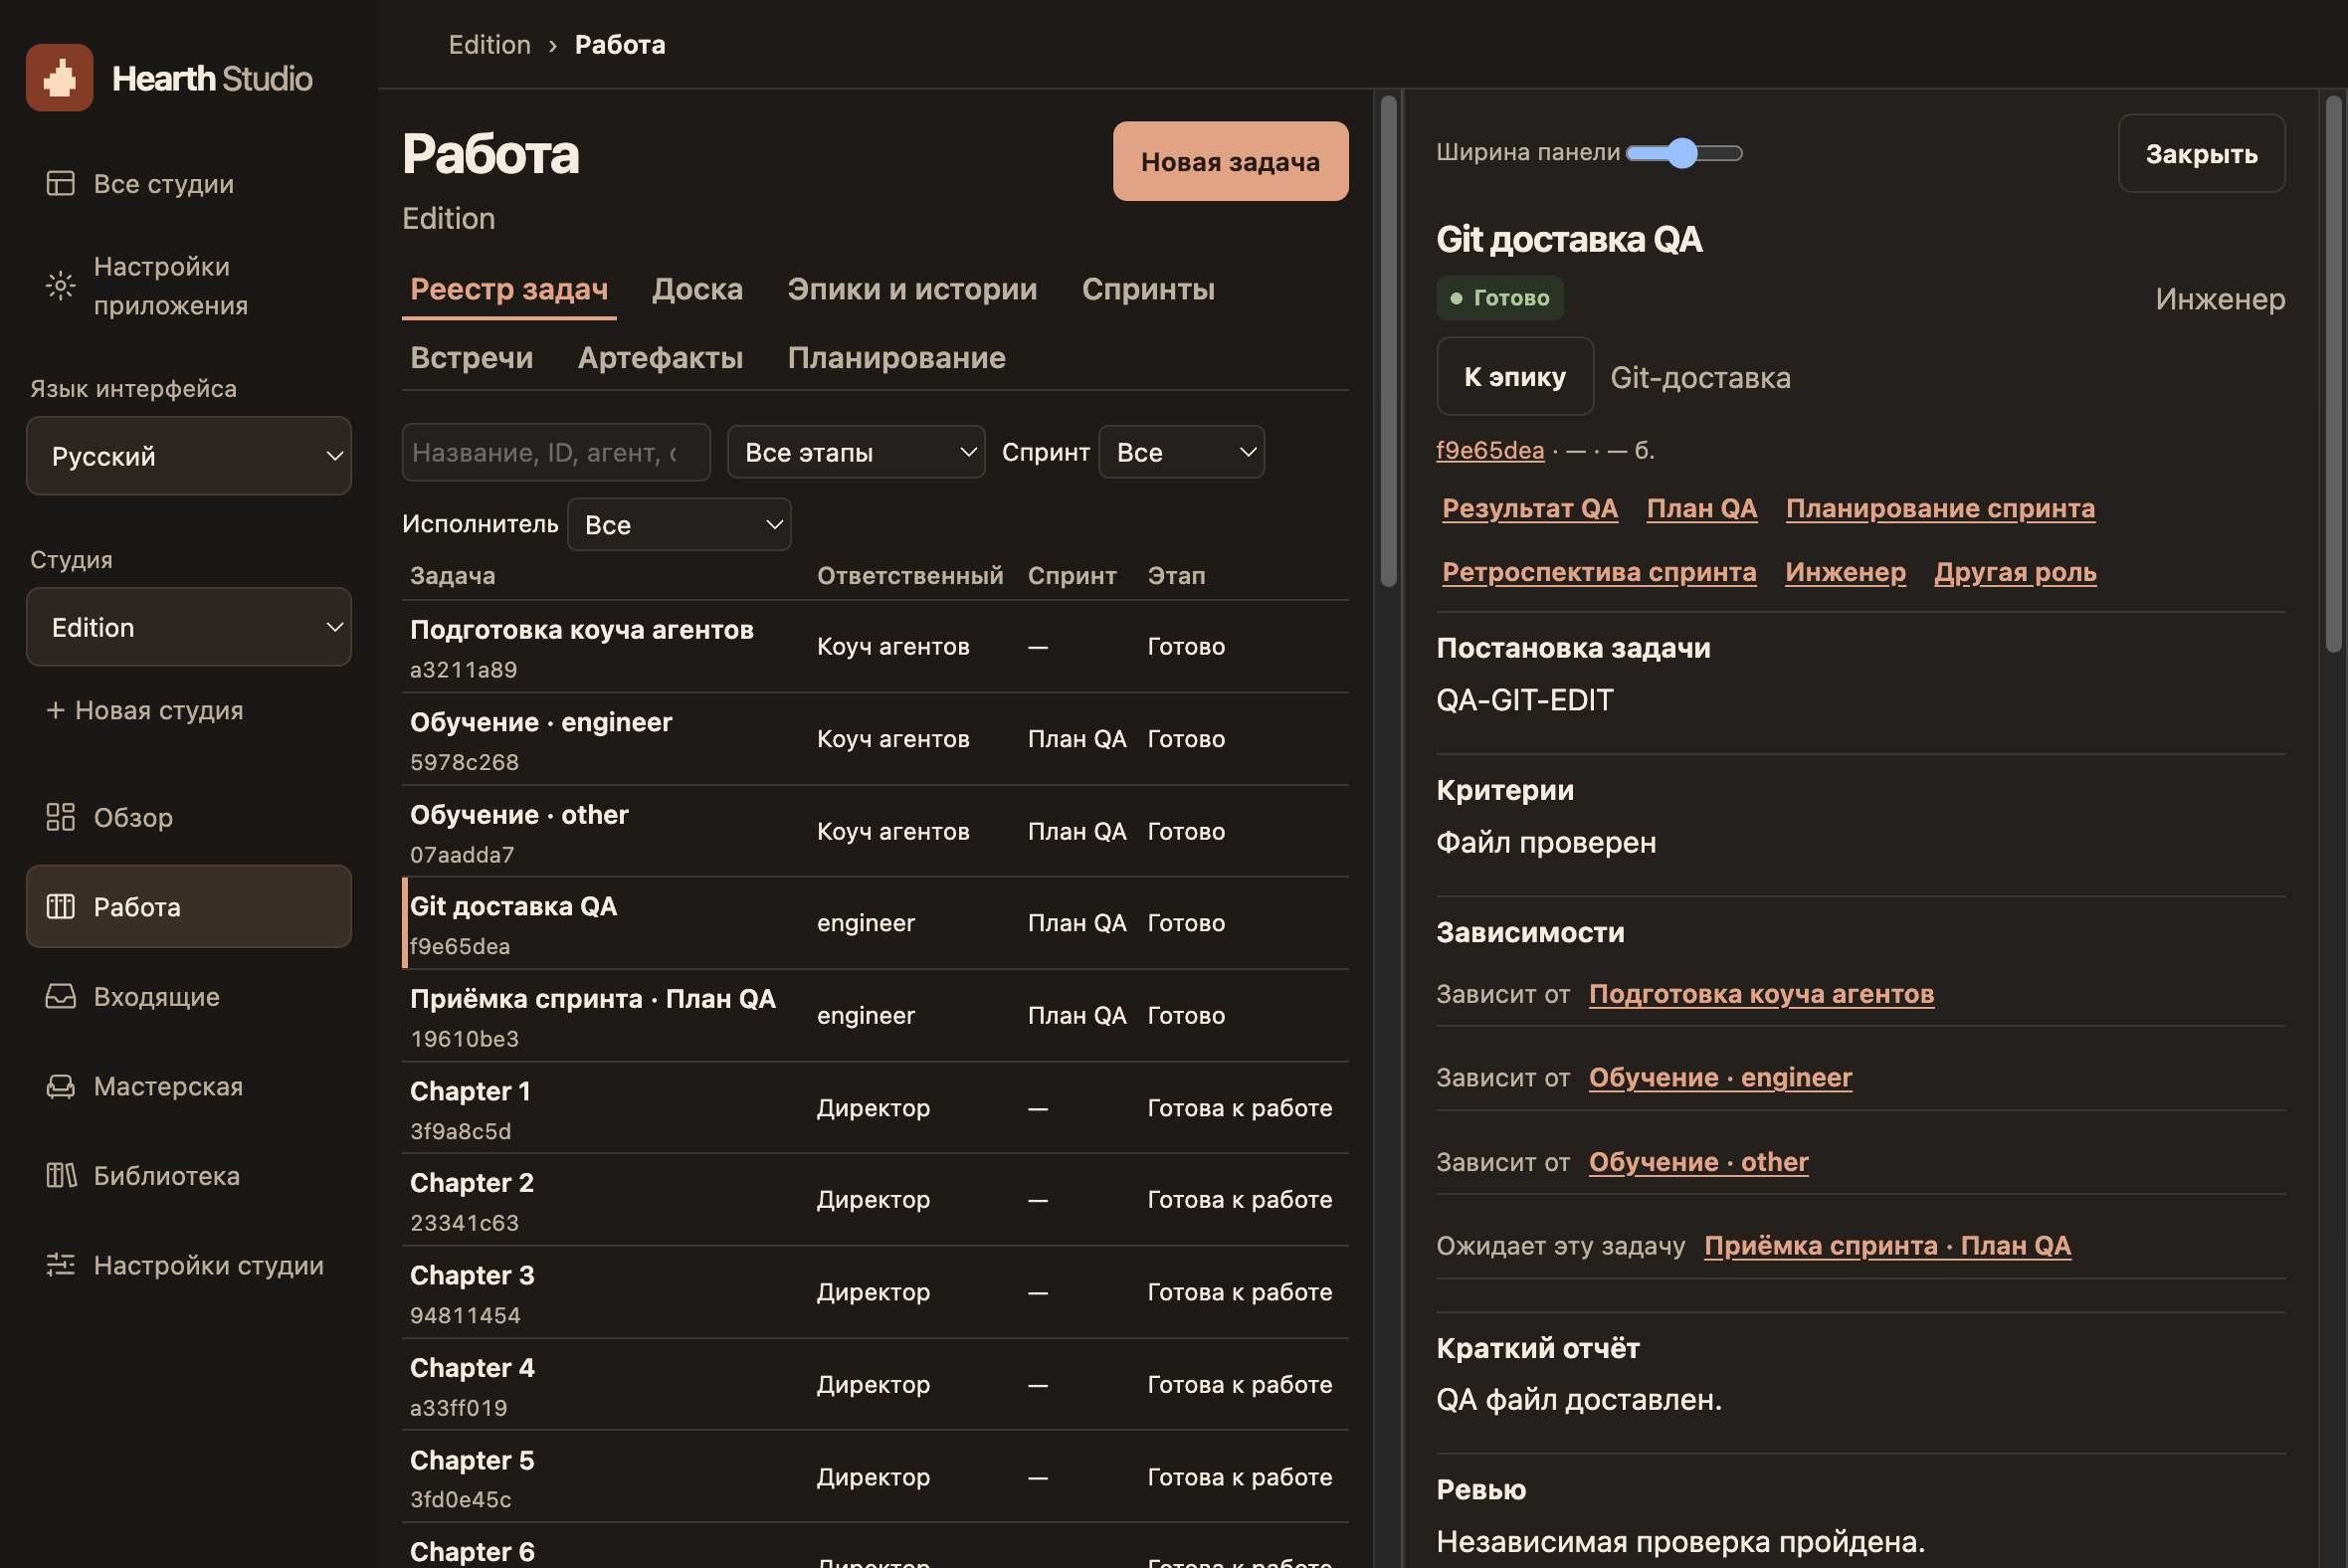 Hearth Studio
Все студии
Настройки
приложения
Язык интерфейса
Русский
Студия
Edition
+ Новая студия
Обзор
Работа
Входящие
Мастерская
Библиотека
Настройки студии
Edition › Работа
Работа
Новая задача
Edition
Реестр задач Доска Эпики и истории Спринты
Встречи Артефакты Планирование
Название, ID, агент, Все этапы Спринт Все
Исполнитель Все
Задача Ответственный Спринт Этап
Подготовка коуча агентов
a3211a89
Коуч агентов — Готово
Обучение · engineer
5978c268
Коуч агентов План QA Готово
Обучение · other
07aadda7
Коуч агентов План QA Готово
Git доставка QA
f9e65dea
engineer План QA Готово
Приёмка спринта · План QA
19610be3
engineer План QA Готово
Chapter 1
3f9a8c5d
Директор — Готова к работе
Chapter 2
23341c63
Директор — Готова к работе
Chapter 3
94811454
Директор — Готова к работе
Chapter 4
a33ff019
Директор — Готова к работе
Chapter 5
3fd0e45c
Директор — Готова к работе
Chapter 6
Директор — Готова к работе
Ширина панели
Закрыть
Git доставка QA
Готово
Инженер
К эпику Git-доставка
f9e65dea · — · — б.
Результат QA План QA Планирование спринта
Ретроспектива спринта Инженер Другая роль
Постановка задачи
QA-GIT-EDIT
Критерии
Файл проверен
Зависимости
Зависит от Подготовка коуча агентов
Зависит от Обучение · engineer
Зависит от Обучение · other
Ожидает эту задачу Приёмка спринта · План QA
Краткий отчёт
QA файл доставлен.
Ревью
Независимая проверка пройдена.